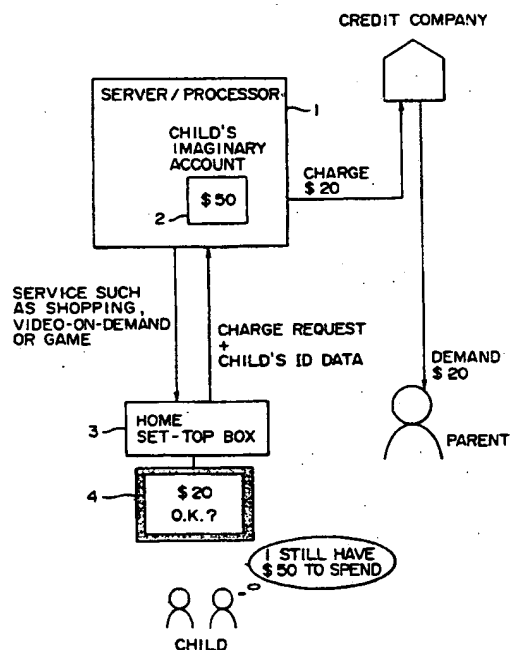 CREDIT COMPANY
SERVER/PROCESSOR
1
CHILD'S
IMAGINARY
ACCOUNT
2
$50
CHARGE
$20
SERVICE SUCH
AS SHOPPING,
VIDEO-ON-DEMAND
OR GAME
CHARGE REQUEST
+
CHILD'S ID DATA
DEMAND
$20
3
HOME
SET-TOP BOX
PARENT
4
$20
O.K.?
I STILL HAVE
$50 TO SPEND
CHILD